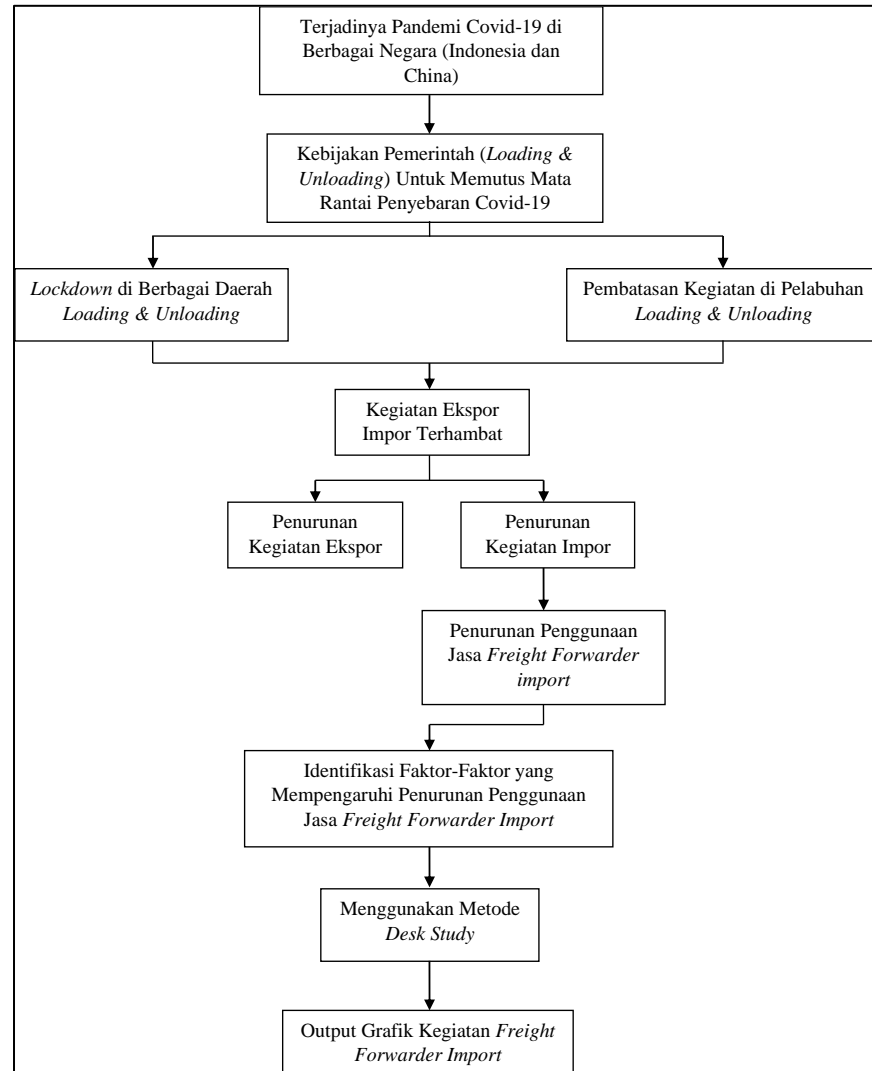 Terjadinya Pandemi Covid-19 di
Berbagai Negara (Indonesia dan
China)
Kebijakan Pemerintah (Loading &
Unloading) Untuk Memutus Mata
Rantai Penyebaran Covid-19
Lockdown di Berbagai Daerah
Loading & Unloading
Pembatasan Kegiatan di Pelabuhan
Loading & Unloading
Kegiatan Ekspor
Impor Terhambat
Penurunan
Kegiatan Ekspor
Penurunan
Kegiatan Impor
Penurunan Penggunaan
Jasa Freight Forwarder
import
Identifikasi Faktor-Faktor yang
Mempengaruhi Penurunan Penggunaan
Jasa Freight Forwarder Import
Menggunakan Metode
Desk Study
Output Grafik Kegiatan Freight
Forwarder Import